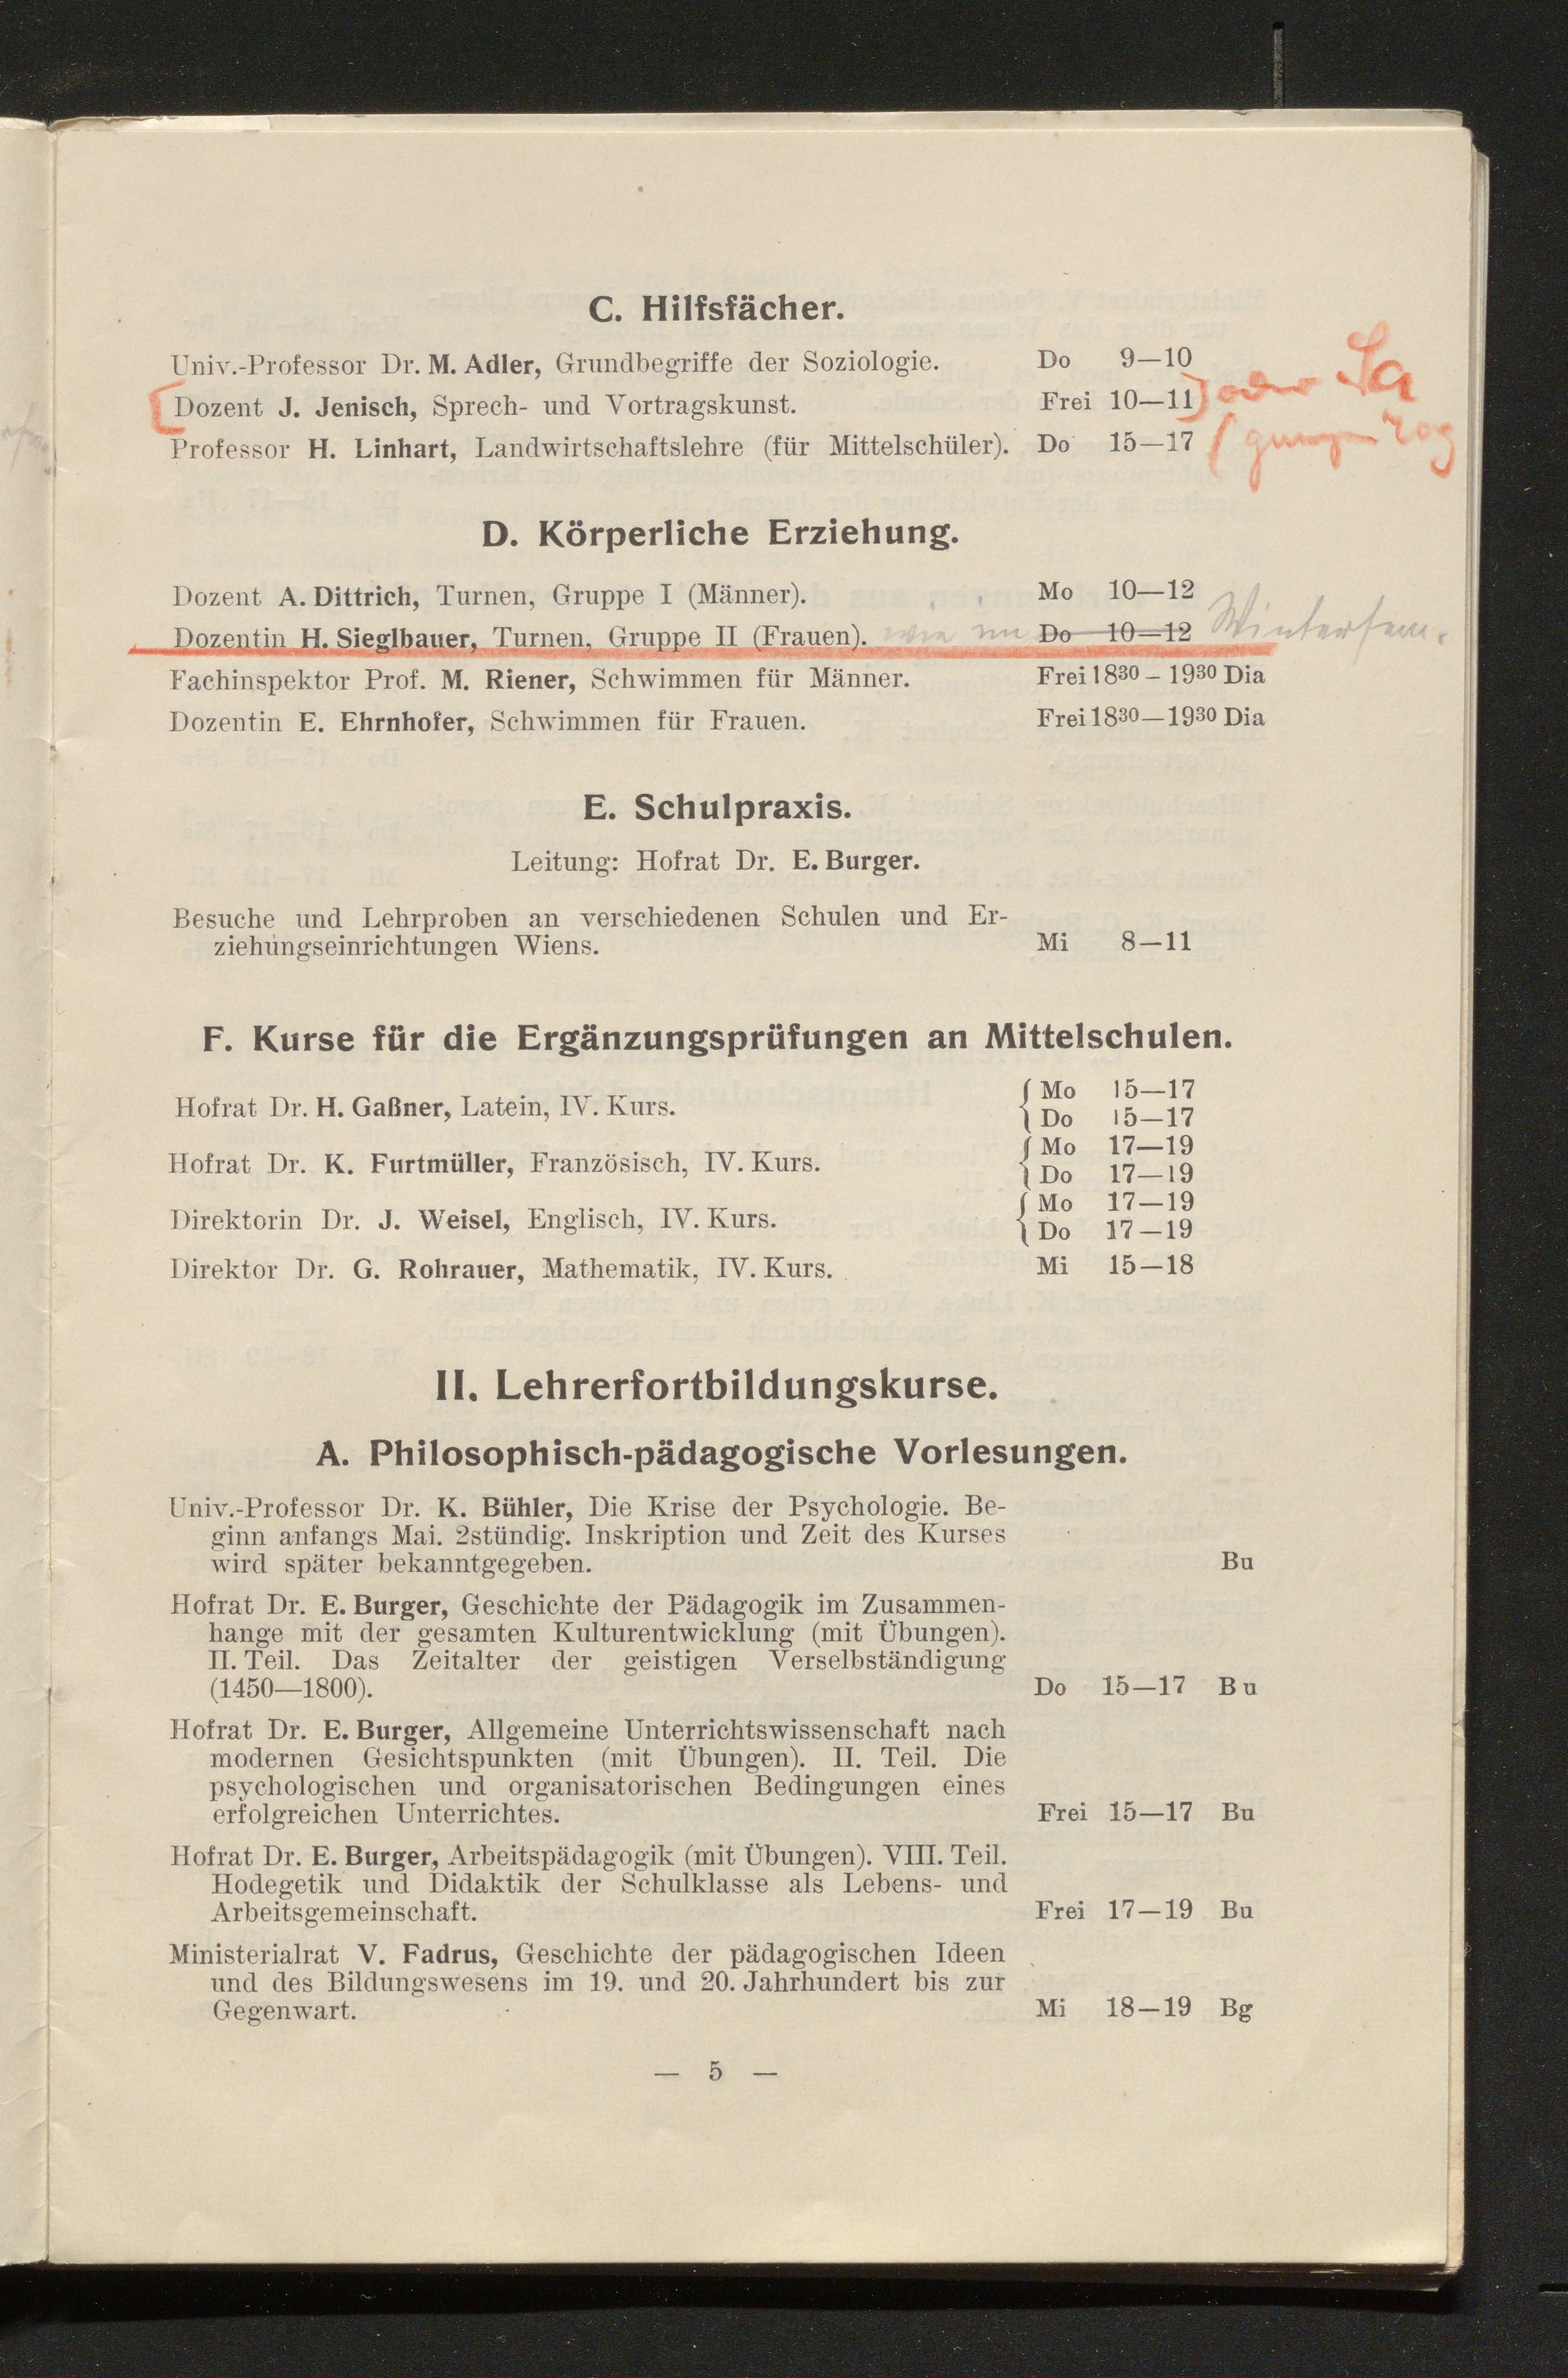 C. Hilfsfächer.
Univ.-Professor Dr. M. Adler, Grundbegriffe der Soziologie. Do 9—10
Dozent J. Jenisch, Sprech- und Vortragskunst. Frei 10—11 oder Sa
Professor H. Linhart, Landwirtschaftslehre (für Mittelschüler). Do 15—17
D. Körperliche Erziehung.
Dozent A. Dittrich, Turnen, Gruppe I (Männer). Mo 10—12
Dozentin H. Sieglbauer, Turnen, Gruppe II (Frauen). wie im Do 10—12 Wintersem.
Fachinspektor Prof. M. Riener, Schwimmen für Männer. Frei 18³⁰ – 19³⁰ Dia
Dozentin E. Ehrnhofer, Schwimmen für Frauen. Frei 18³⁰—19³⁰ Dia
E. Schulpraxis.
Leitung: Hofrat Dr. E. Burger.
Besuche und Lehrproben an verschiedenen Schulen und Er-
ziehungseinrichtungen Wiens. Mi 8—11
F. Kurse für die Ergänzungsprüfungen an Mittelschulen.
Hofrat Dr. H. Gaßner, Latein, IV. Kurs. { Mo 15—17
Do 15—17
Hofrat Dr. K. Furtmüller, Französisch, IV. Kurs. { Mo 17—19
Do 17—19
Direktorin Dr. J. Weisel, Englisch, IV. Kurs. { Mo 17—19
Do 17—19
Direktor Dr. G. Rohrauer, Mathematik, IV. Kurs. Mi 15—18
II. Lehrerfortbildungskurse.
A. Philosophisch-pädagogische Vorlesungen.
Univ.-Professor Dr. K. Bühler, Die Krise der Psychologie. Be-
ginn anfangs Mai. 2stündig. Inskription und Zeit des Kurses
wird später bekanntgegeben. Bu
Hofrat Dr. E. Burger, Geschichte der Pädagogik im Zusammen-
hange mit der gesamten Kulturentwicklung (mit Übungen).
II. Teil. Das Zeitalter der geistigen Verselbständigung
(1450—1800). Do 15—17 Bu
Hofrat Dr. E. Burger, Allgemeine Unterrichtswissenschaft nach
modernen Gesichtspunkten (mit Übungen). II. Teil. Die
psychologischen und organisatorischen Bedingungen eines
erfolgreichen Unterrichtes. Frei 15—17 Bu
Hofrat Dr. E. Burger, Arbeitspädagogik (mit Übungen). VIII. Teil.
Hodegetik und Didaktik der Schulklasse als Lebens- und
Arbeitsgemeinschaft. Frei 17—19 Bu
Ministerialrat V. Fadrus, Geschichte der pädagogischen Ideen
und des Bildungswesens im 19. und 20. Jahrhundert bis zur
Gegenwart. Mi 18—19 Bg
— 5 —